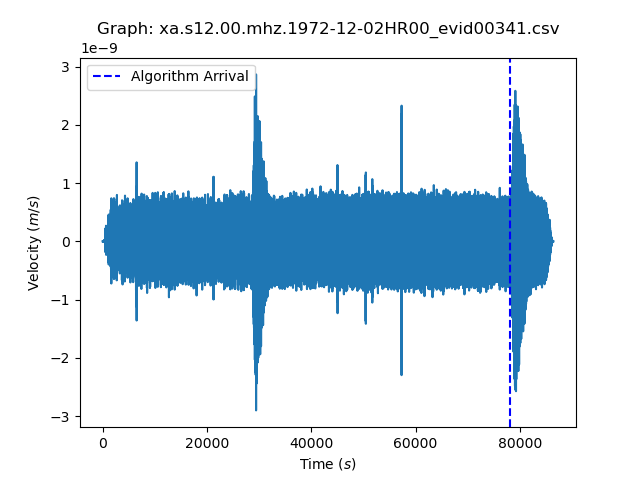 Graph: xa.s12.00.mhz.1972-12-02HR00_evid00341.csv
1e−9
Algorithm Arrival
3
2
1
0
−1
−2
−3
Velocity (m/s)
0 20000 40000 60000 80000
Time (s)